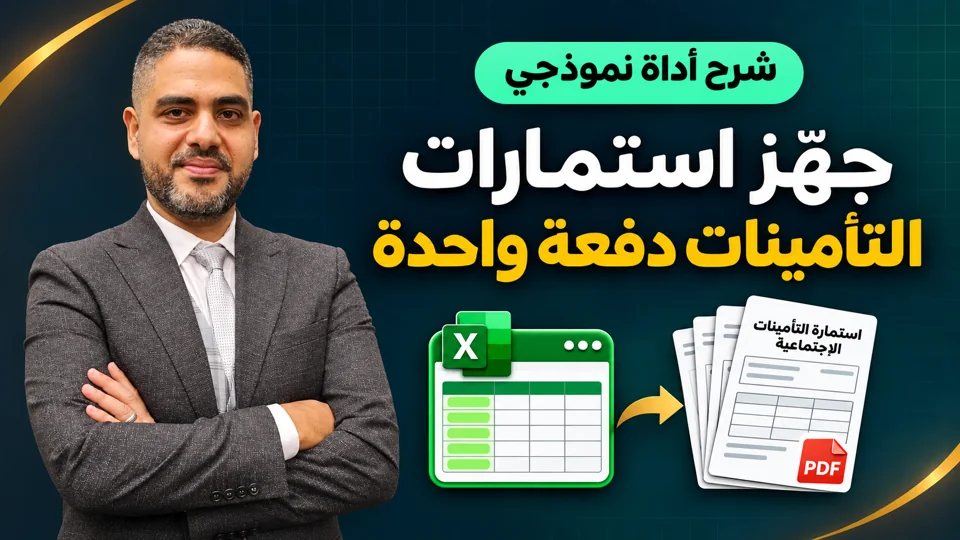 شرح أداة نموذجي
جهّز استمارات
التأمينات دفعة واحدة
X
استمارة التأمينات
الإجتماعية
PDF